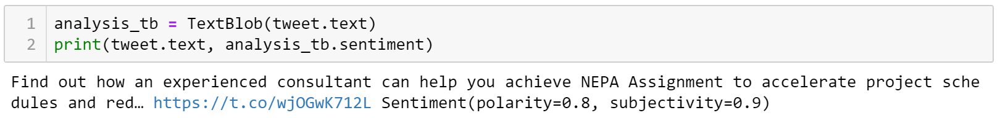 1 analysis_tb = TextBlob(tweet.text)
2 print(tweet.text, analysis_tb.sentiment)
Find out how an experienced consultant can help you achieve NEPA Assignment to accelerate project sche
dules and red… https://t.co/wjOGwK712L Sentiment(polarity=0.8, subjectivity=0.9)